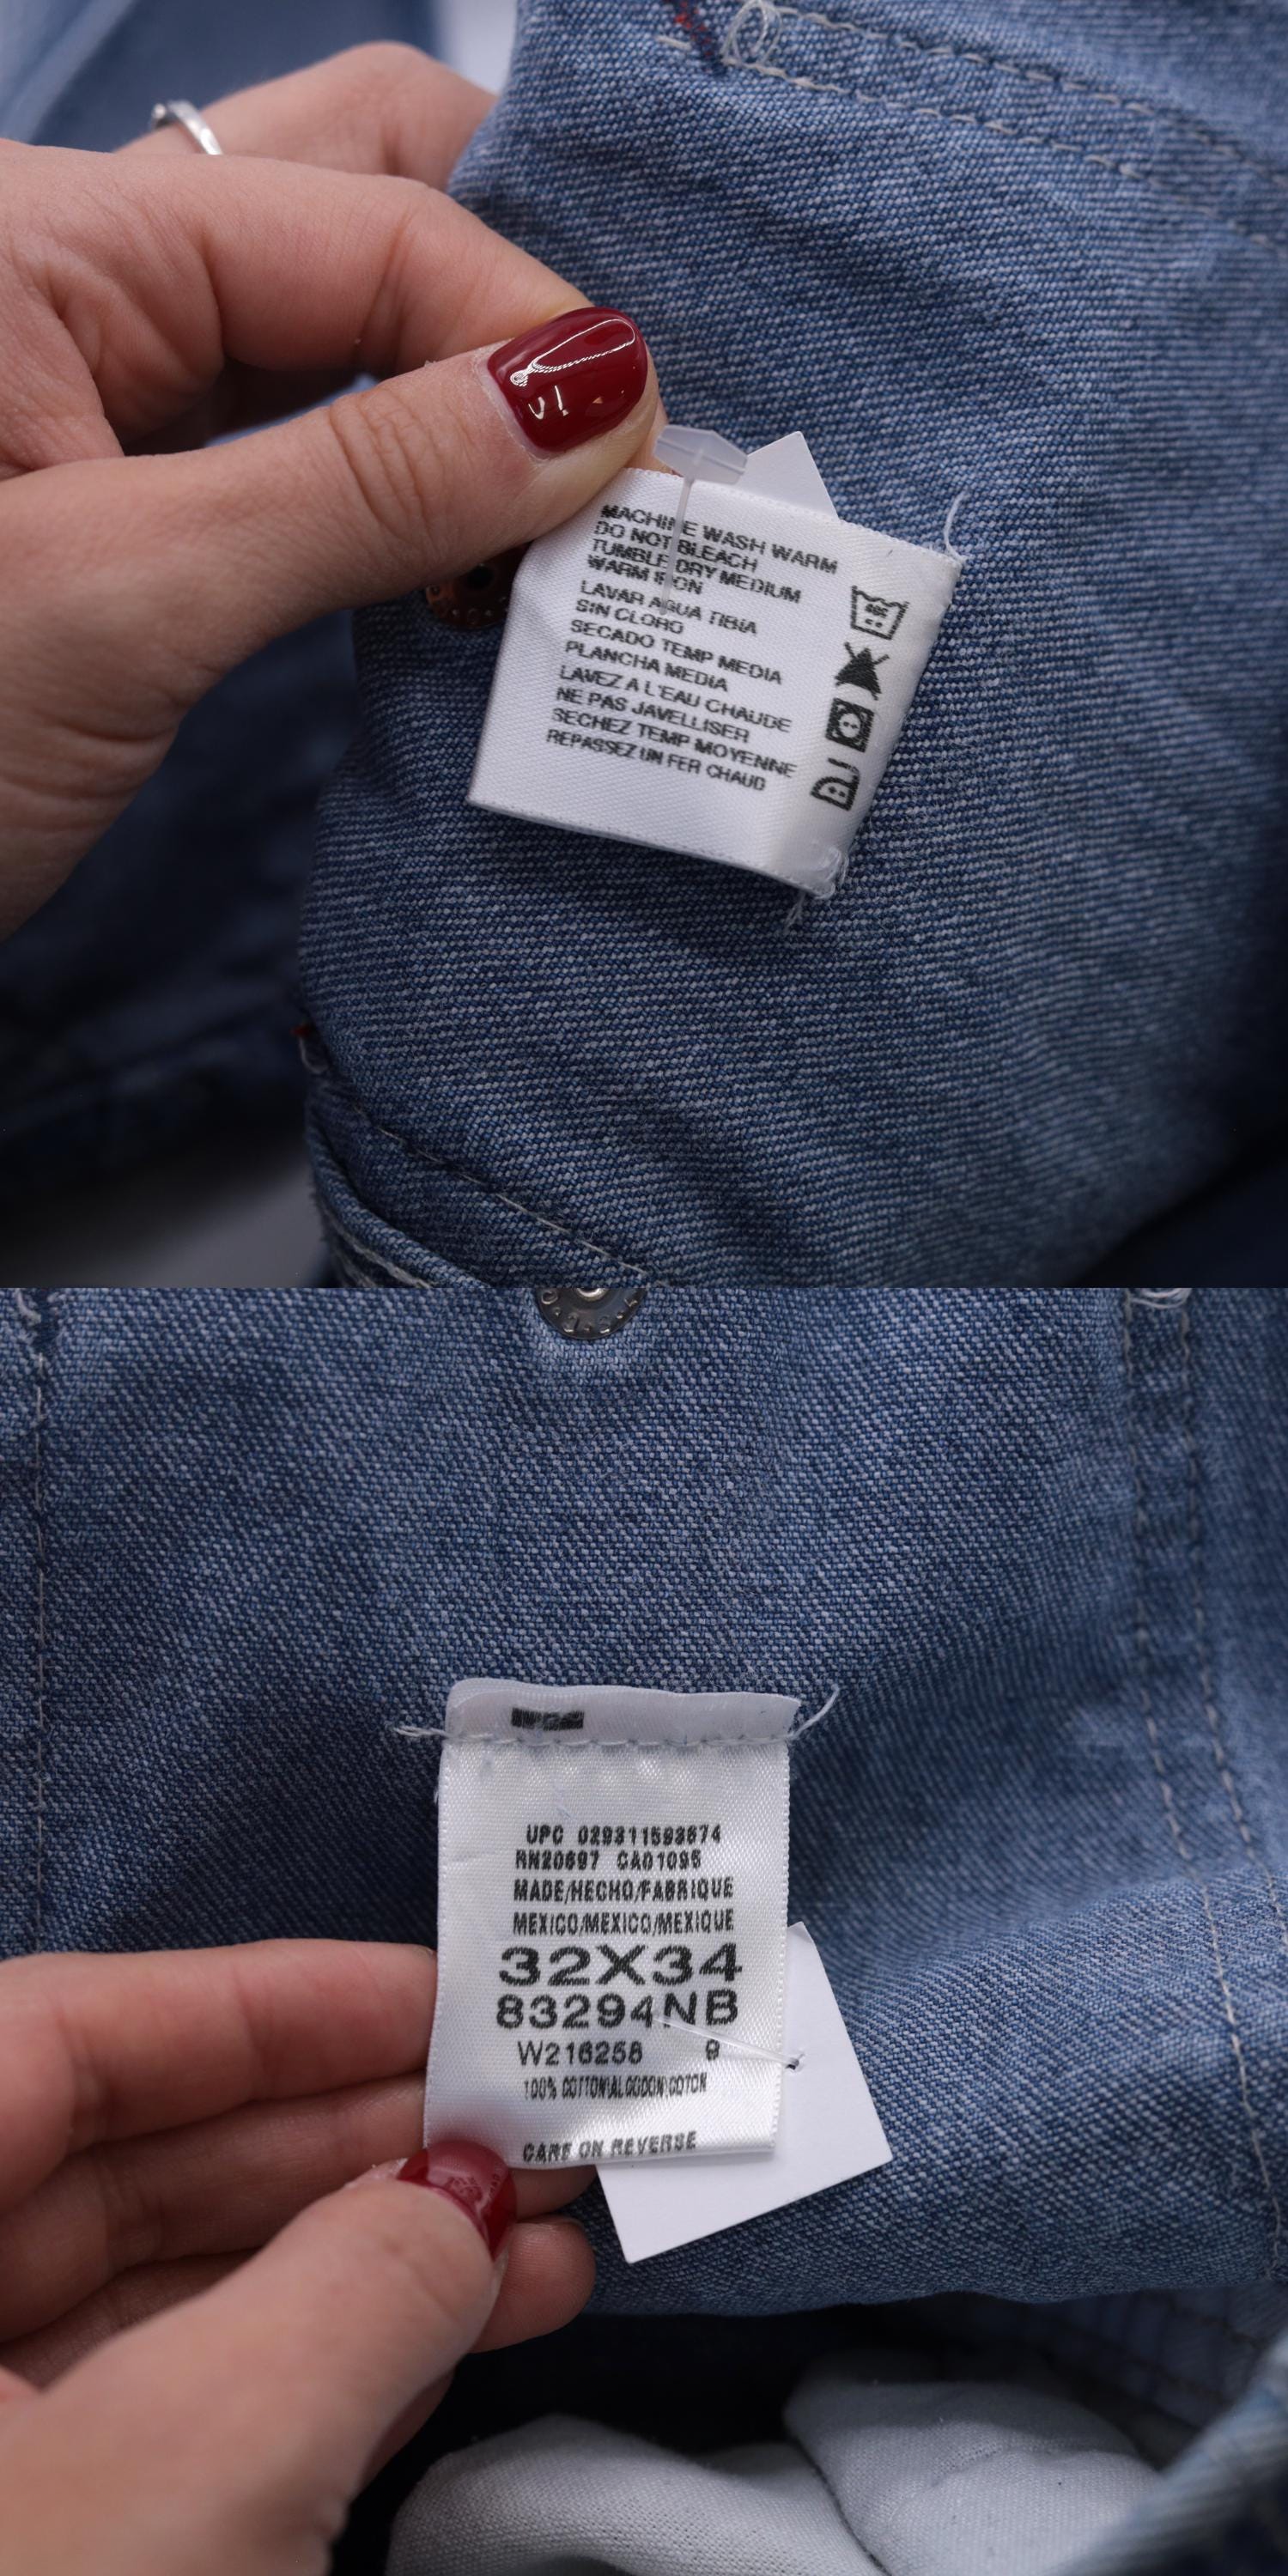 MACHINE WASH WARM
DO NOT BLEACH
TUMBLE DRY MEDIUM
WARM IRON
LAVAR AGUA TIBIA
SIN CLORO
SECADO TEMP MEDIA
PLANCHA MEDIA
LAVEZ A L'EAU CHAUDE
NE PAS JAVELLISER
SECHEZ TEMP MOYENNE
REPASSEZ UN FER CHAUD
UPC 029311593674
RN20697 CA01095
MADE/HECHO/FABRIQUE
MEXICO/MEXICO/MEXIQUE
32X34
83294NB
W216258 9
100% COTTON\ALGODON\COTON
CARE ON REVERSE